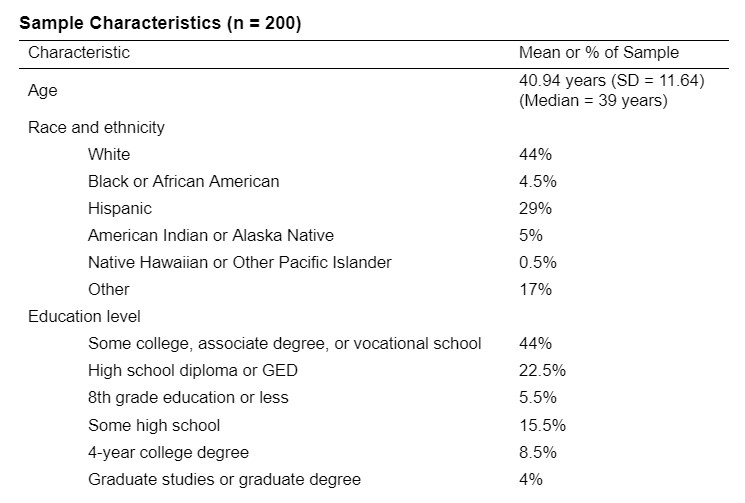 Sample Characteristics (n = 200)
Characteristic Mean or % of Sample
Age 40.94 years (SD = 11.64)
(Median = 39 years)
Race and ethnicity
White 44%
Black or African American 4.5%
Hispanic 29%
American Indian or Alaska Native 5%
Native Hawaiian or Other Pacific Islander 0.5%
Other 17%
Education level
Some college, associate degree, or vocational school 44%
High school diploma or GED 22.5%
8th grade education or less 5.5%
Some high school 15.5%
4-year college degree 8.5%
Graduate studies or graduate degree 4%